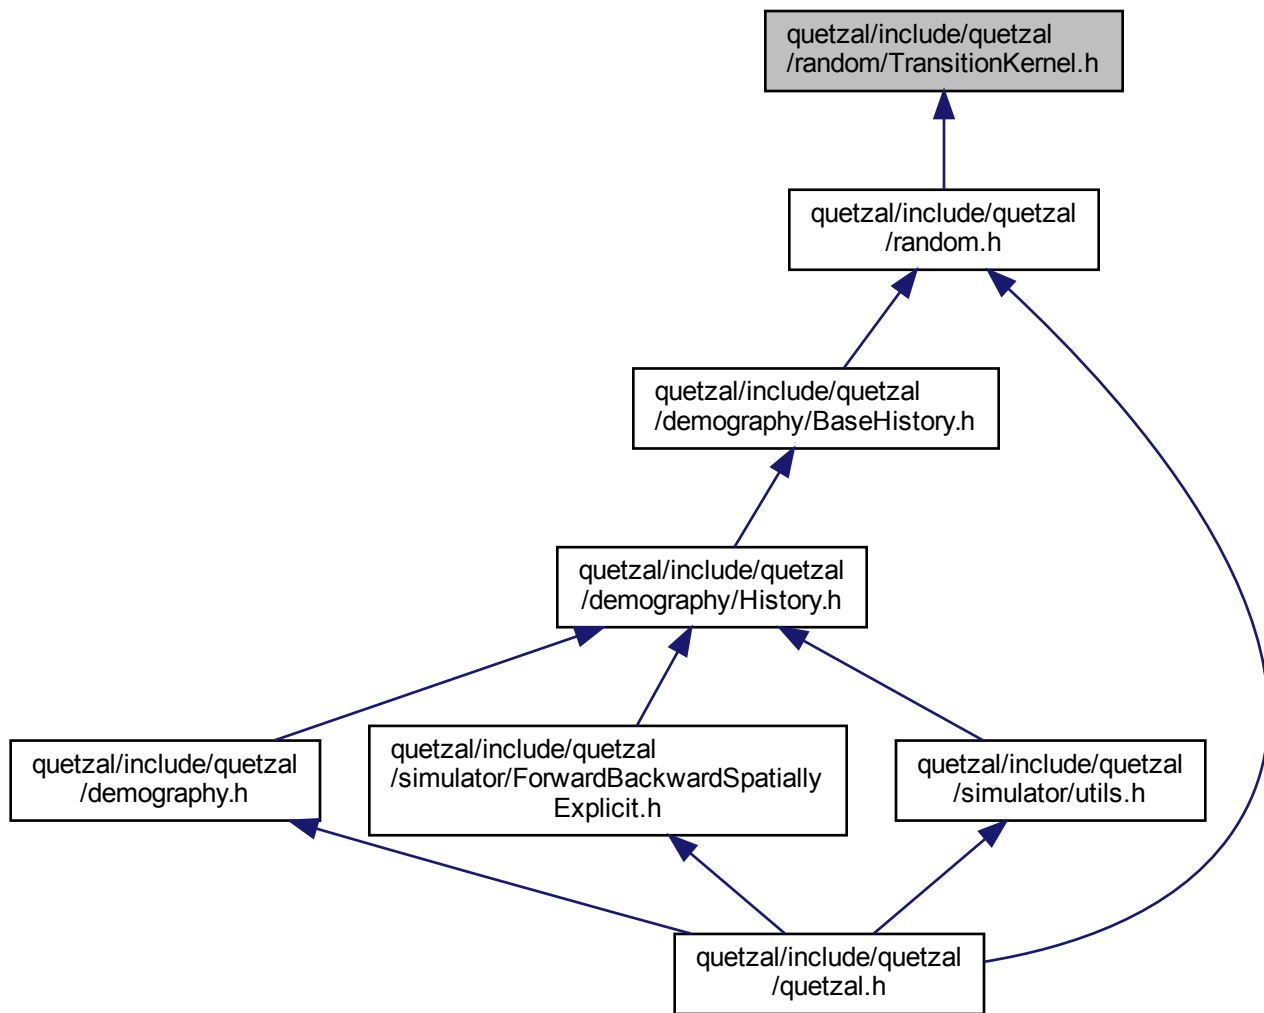 quetzal/include/quetzal
/random/TransitionKernel.h
quetzal/include/quetzal
/random.h
quetzal/include/quetzal
/demography/BaseHistory.h
quetzal/include/quetzal
/demography/History.h
quetzal/include/quetzal
/demography.h
quetzal/include/quetzal
/simulator/ForwardBackwardSpatially
Explicit.h
quetzal/include/quetzal
/simulator/utils.h
quetzal/include/quetzal
/quetzal.h